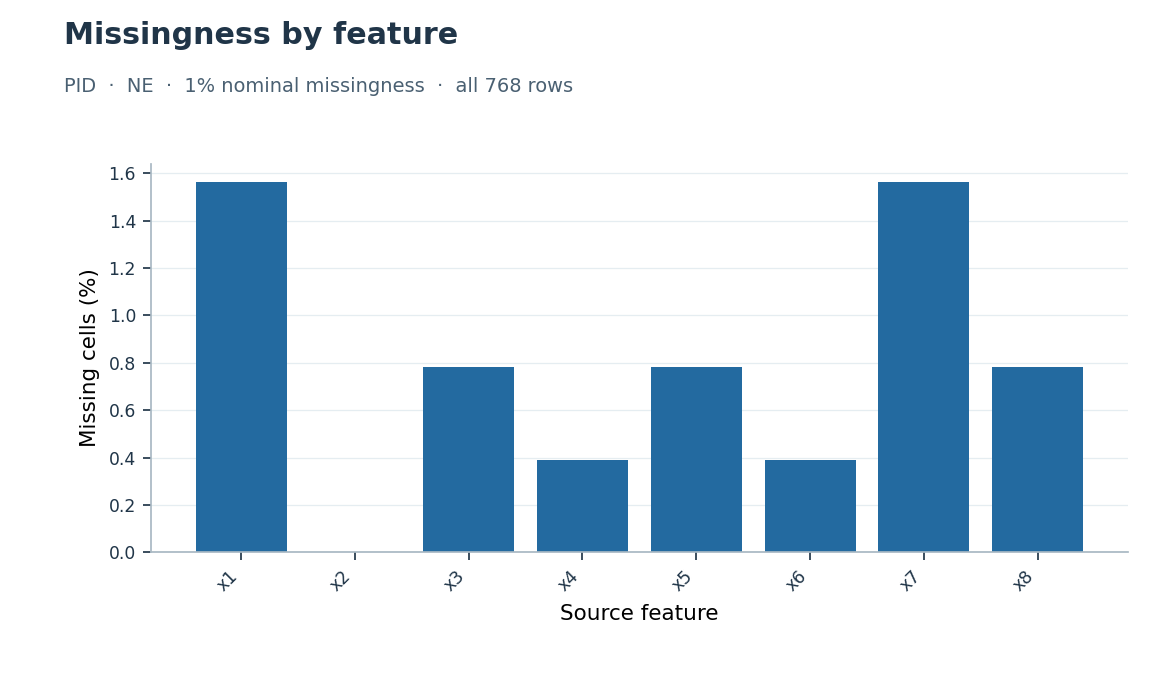 Missingness by feature
PID · NE · 1% nominal missingness · all 768 rows
Missing cells (%)
1.6
1.4
1.2
1.0
0.8
0.6
0.4
0.2
0.0
x1 x2 x3 x4 x5 x6 x7 x8
Source feature